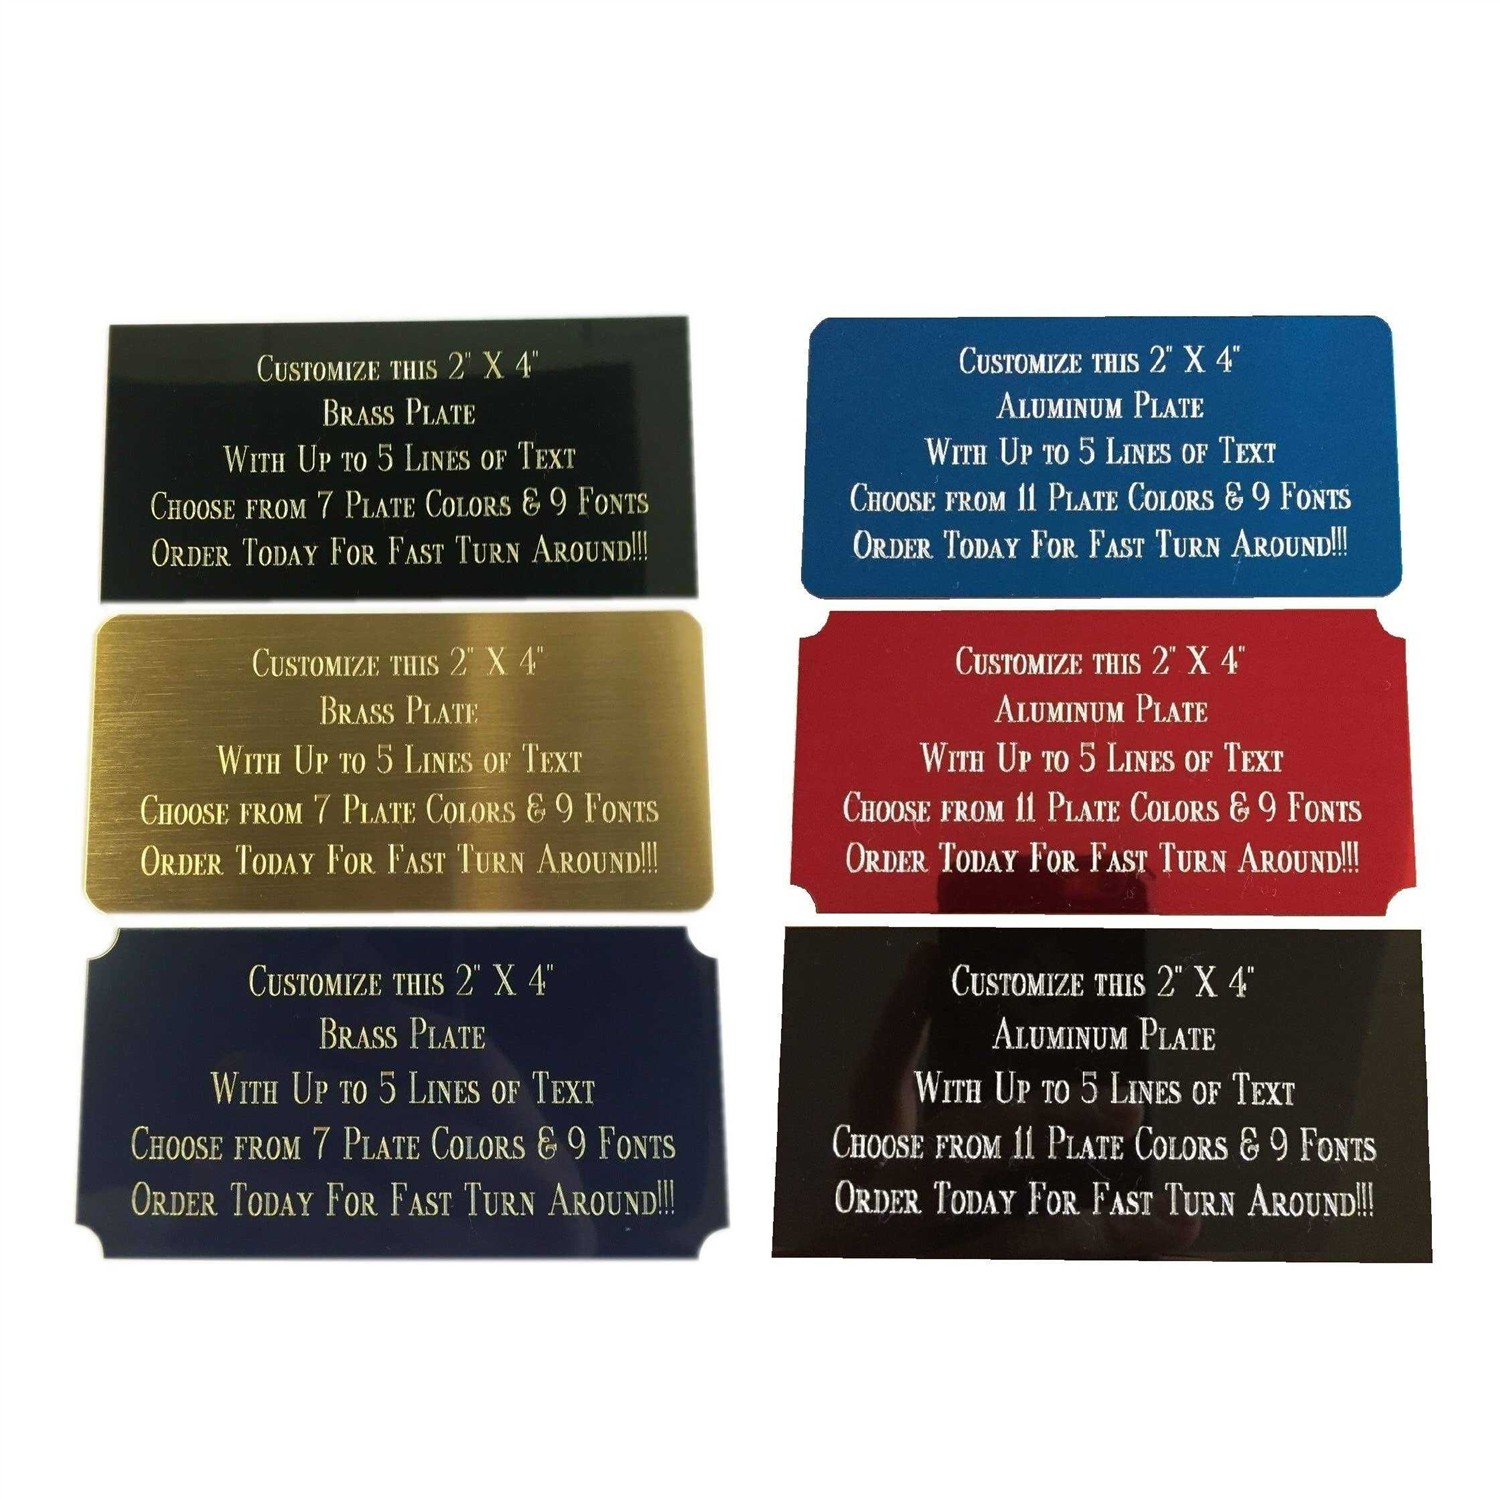 Customize this 2" X 4"
Brass Plate
With Up to 5 Lines of Text
Choose from 7 Plate Colors & 9 Fonts
Order Today For Fast Turn Around!!!
Customize this 2" X 4"
Brass Plate
With Up to 5 Lines of Text
Choose from 7 Plate Colors & 9 Fonts
Order Today For Fast Turn Around!!!
Customize this 2" X 4"
Brass Plate
With Up to 5 Lines of Text
Choose from 7 Plate Colors & 9 Fonts
Order Today For Fast Turn Around!!!
Customize this 2" X 4"
Aluminum Plate
With Up to 5 Lines of Text
Choose from 11 Plate Colors & 9 Fonts
Order Today For Fast Turn Around!!!
Customize this 2" X 4"
Aluminum Plate
With Up to 5 Lines of Text
Choose from 11 Plate Colors & 9 Fonts
Order Today For Fast Turn Around!!!
Customize this 2" X 4"
Aluminum Plate
With Up to 5 Lines of Text
Choose from 11 Plate Colors & 9 Fonts
Order Today For Fast Turn Around!!!